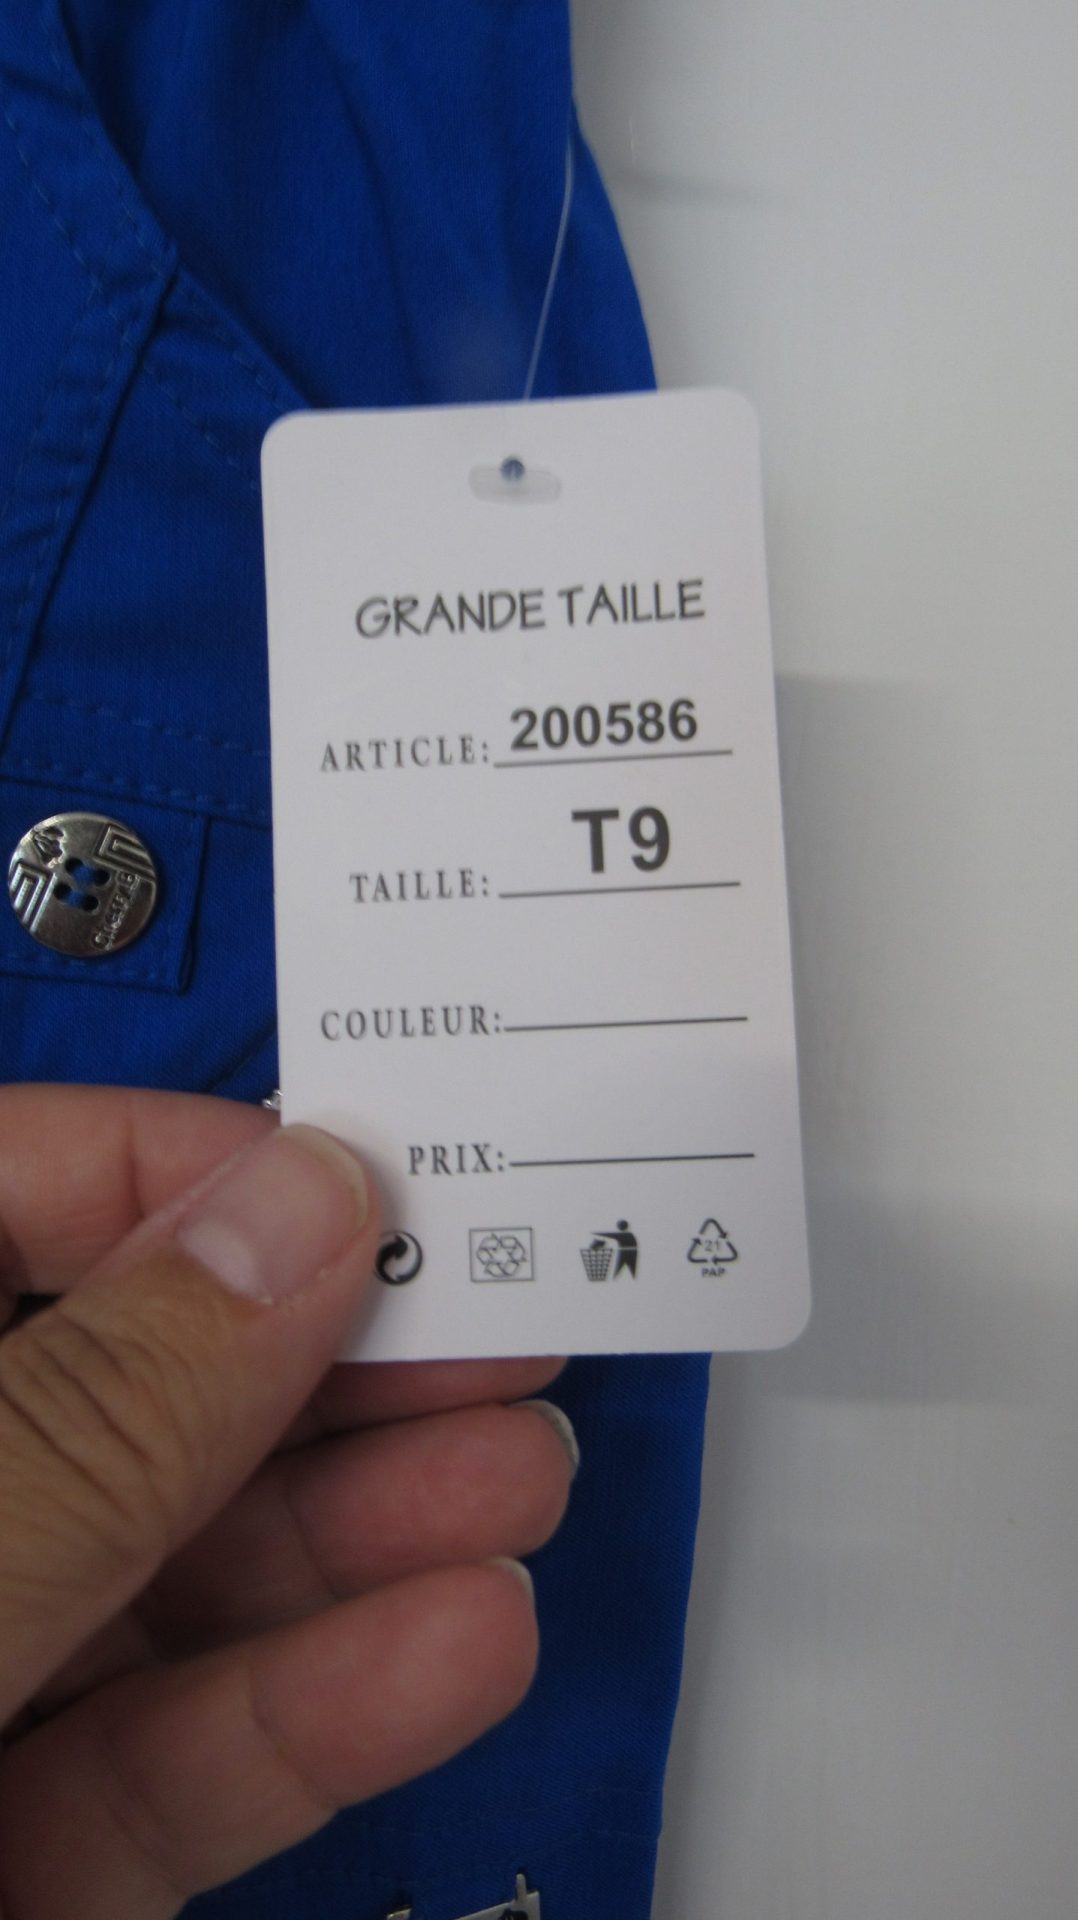 GRANDE TAILLE
ARTICLE: 200586
TAILLE: T9
COULEUR:
PRIX:
21
PAP